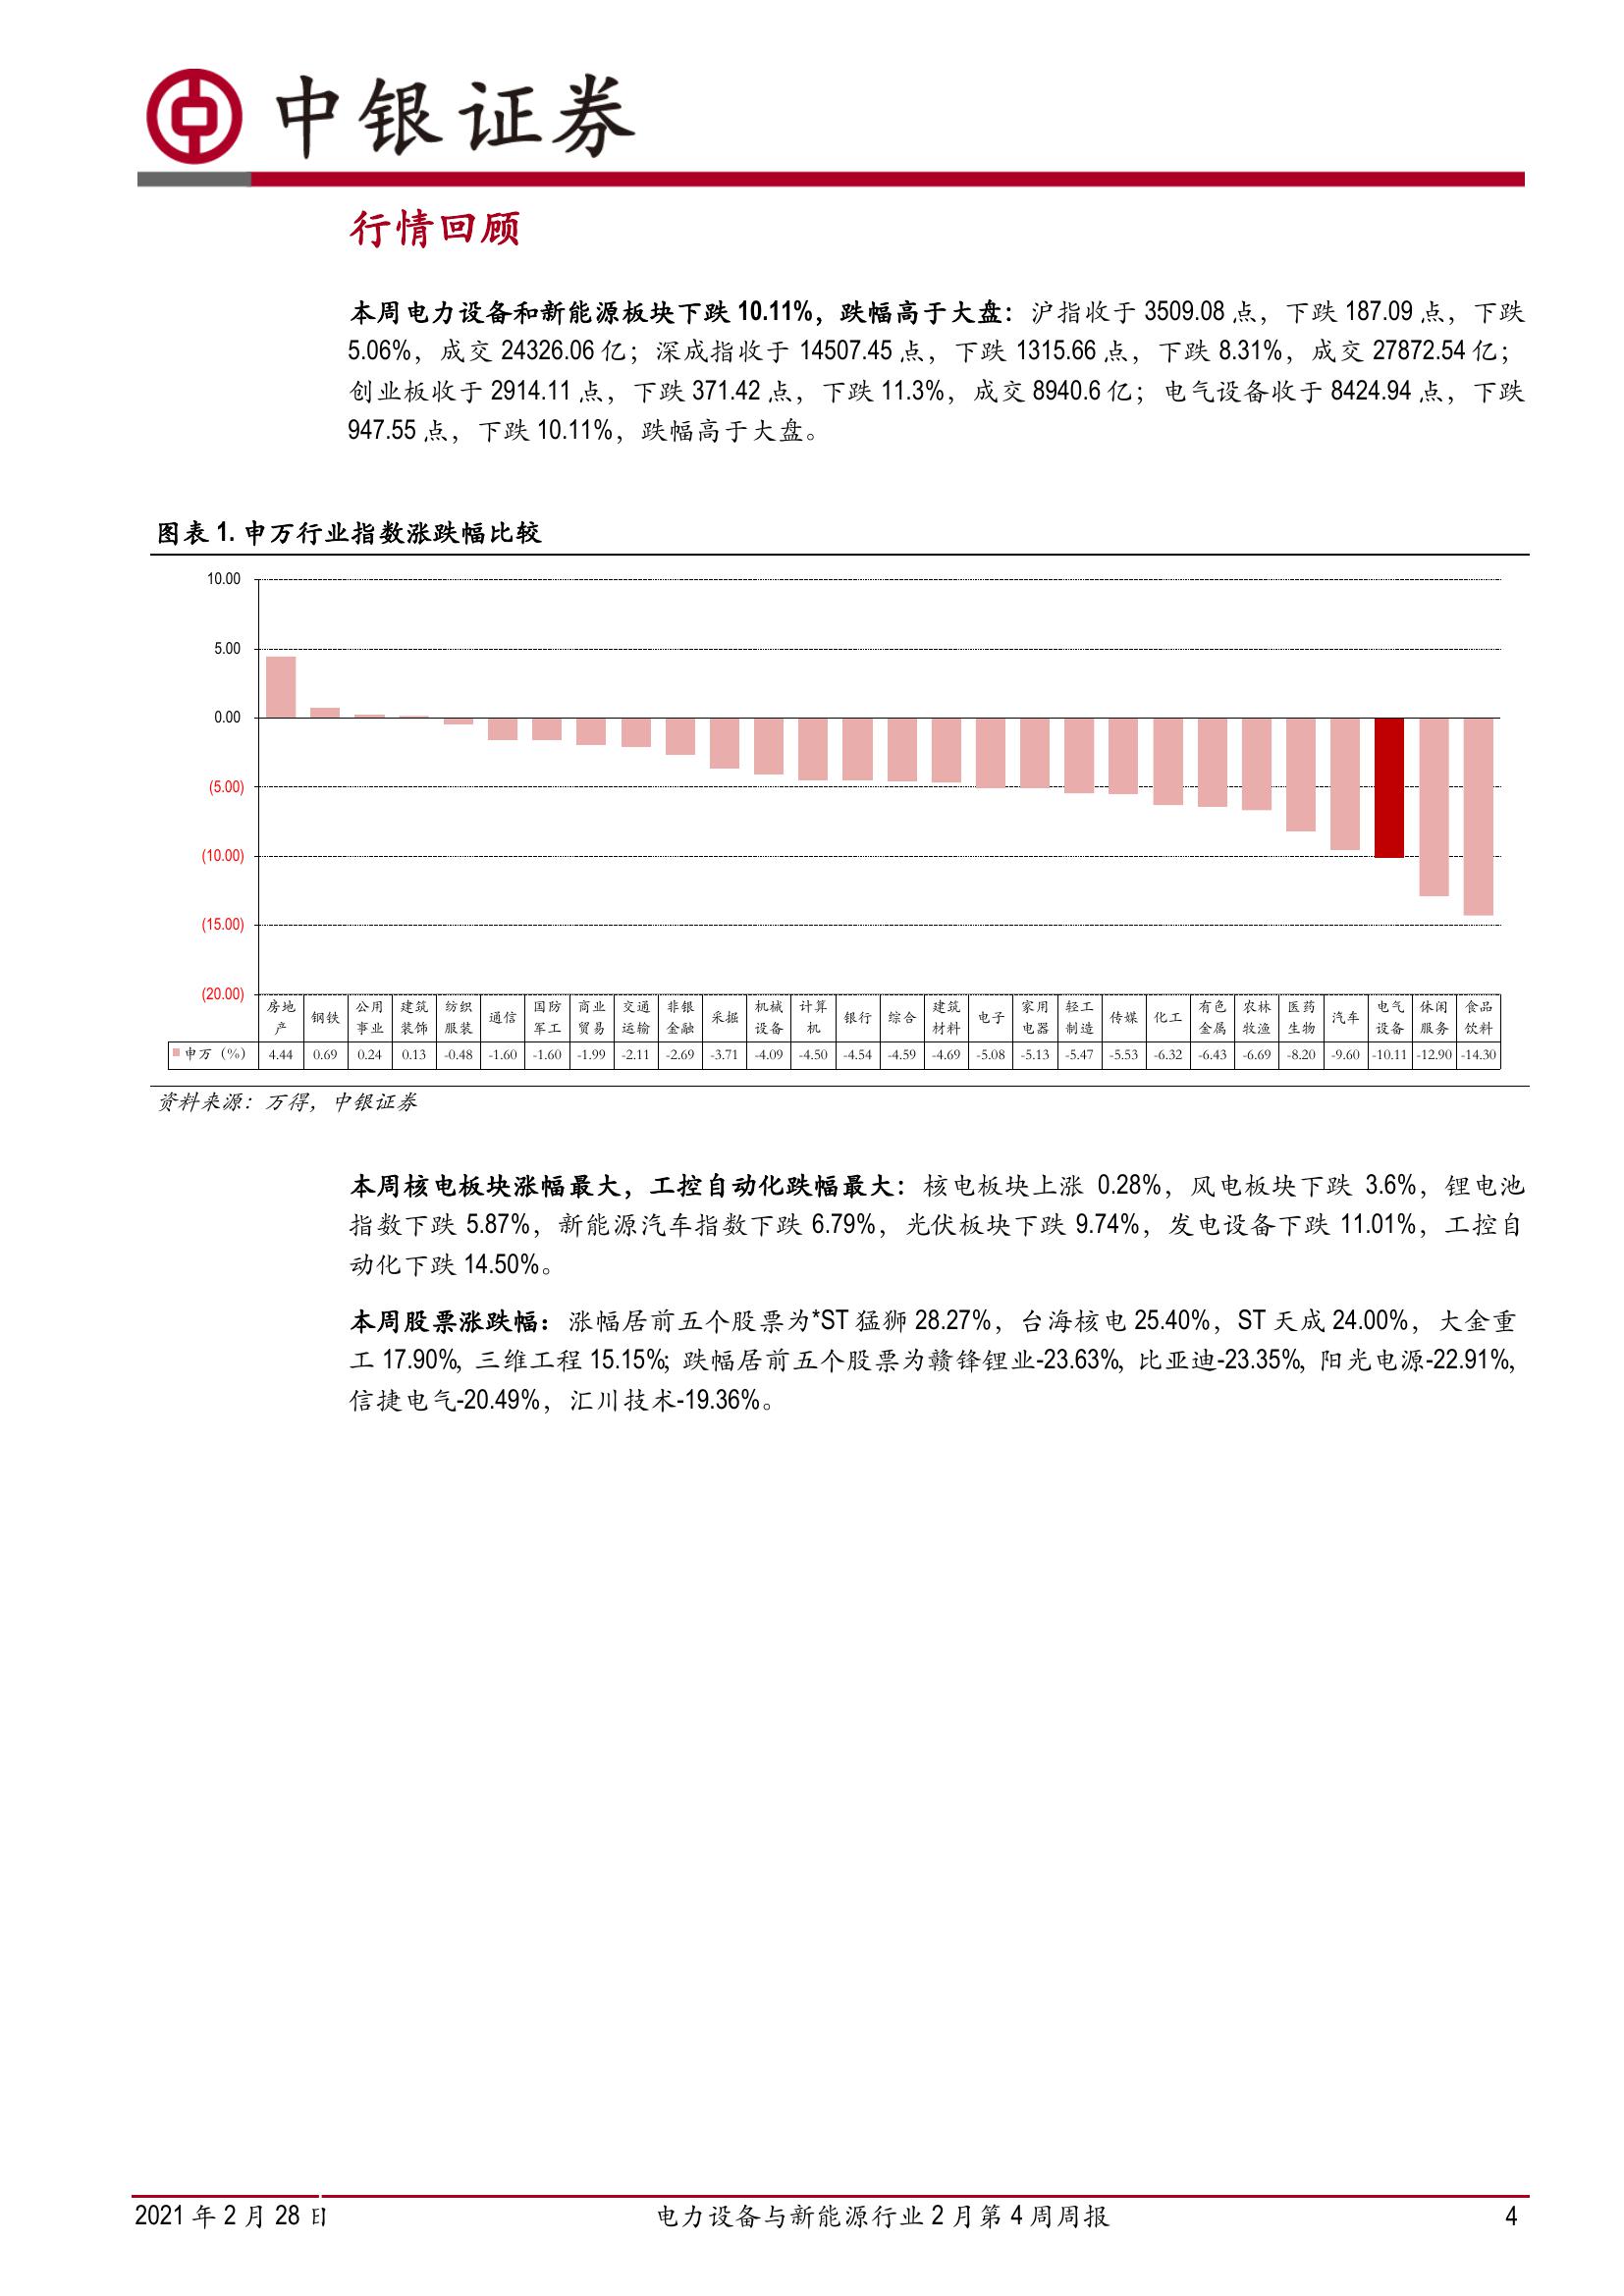 中银证券
行情回顾
本周电力设备和新能源板块下跌 10.11%，跌幅高于大盘：沪指收于 3509.08 点，下跌 187.09 点，下跌
5.06%，成交 24326.06 亿；深成指收于 14507.45 点，下跌 1315.66 点，下跌 8.31%，成交 27872.54 亿；
创业板收于 2914.11 点，下跌 371.42 点，下跌 11.3%，成交 8940.6 亿；电气设备收于 8424.94 点，下跌
947.55 点，下跌 10.11%，跌幅高于大盘。
图表 1. 申万行业指数涨跌幅比较
10.00
5.00
0.00
(5.00)
(10.00)
(15.00)
(20.00)
房地产 钢铁 公用事业 建筑装饰 纺织服装 通信 国防军工 商业贸易 交通运输 非银金融 采掘 机械设备 计算机 银行 综合 建筑材料 电子 家用电器 轻工制造 传媒 化工 有色金属 农林牧渔 医药生物 汽车 电气设备 休闲服务 食品饮料
申万（%） 4.44 0.69 0.24 0.13 -0.48 -1.60 -1.60 -1.99 -2.11 -2.69 -3.71 -4.09 -4.50 -4.54 -4.59 -4.69 -5.08 -5.13 -5.47 -5.53 -6.32 -6.43 -6.69 -8.20 -9.60 -10.11 -12.90 -14.30
资料来源：万得，中银证券
本周核电板块涨幅最大，工控自动化跌幅最大：核电板块上涨 0.28%，风电板块下跌 3.6%，锂电池
指数下跌 5.87%，新能源汽车指数下跌 6.79%，光伏板块下跌 9.74%，发电设备下跌 11.01%，工控自
动化下跌 14.50%。
本周股票涨跌幅：涨幅居前五个股票为*ST 猛狮 28.27%，台海核电 25.40%，ST 天成 24.00%，大金重
工 17.90%，三维工程 15.15%；跌幅居前五个股票为赣锋锂业-23.63%，比亚迪-23.35%，阳光电源-22.91%，
信捷电气-20.49%，汇川技术-19.36%。
2021 年 2 月 28 日 电力设备与新能源行业 2 月第 4 周周报 4